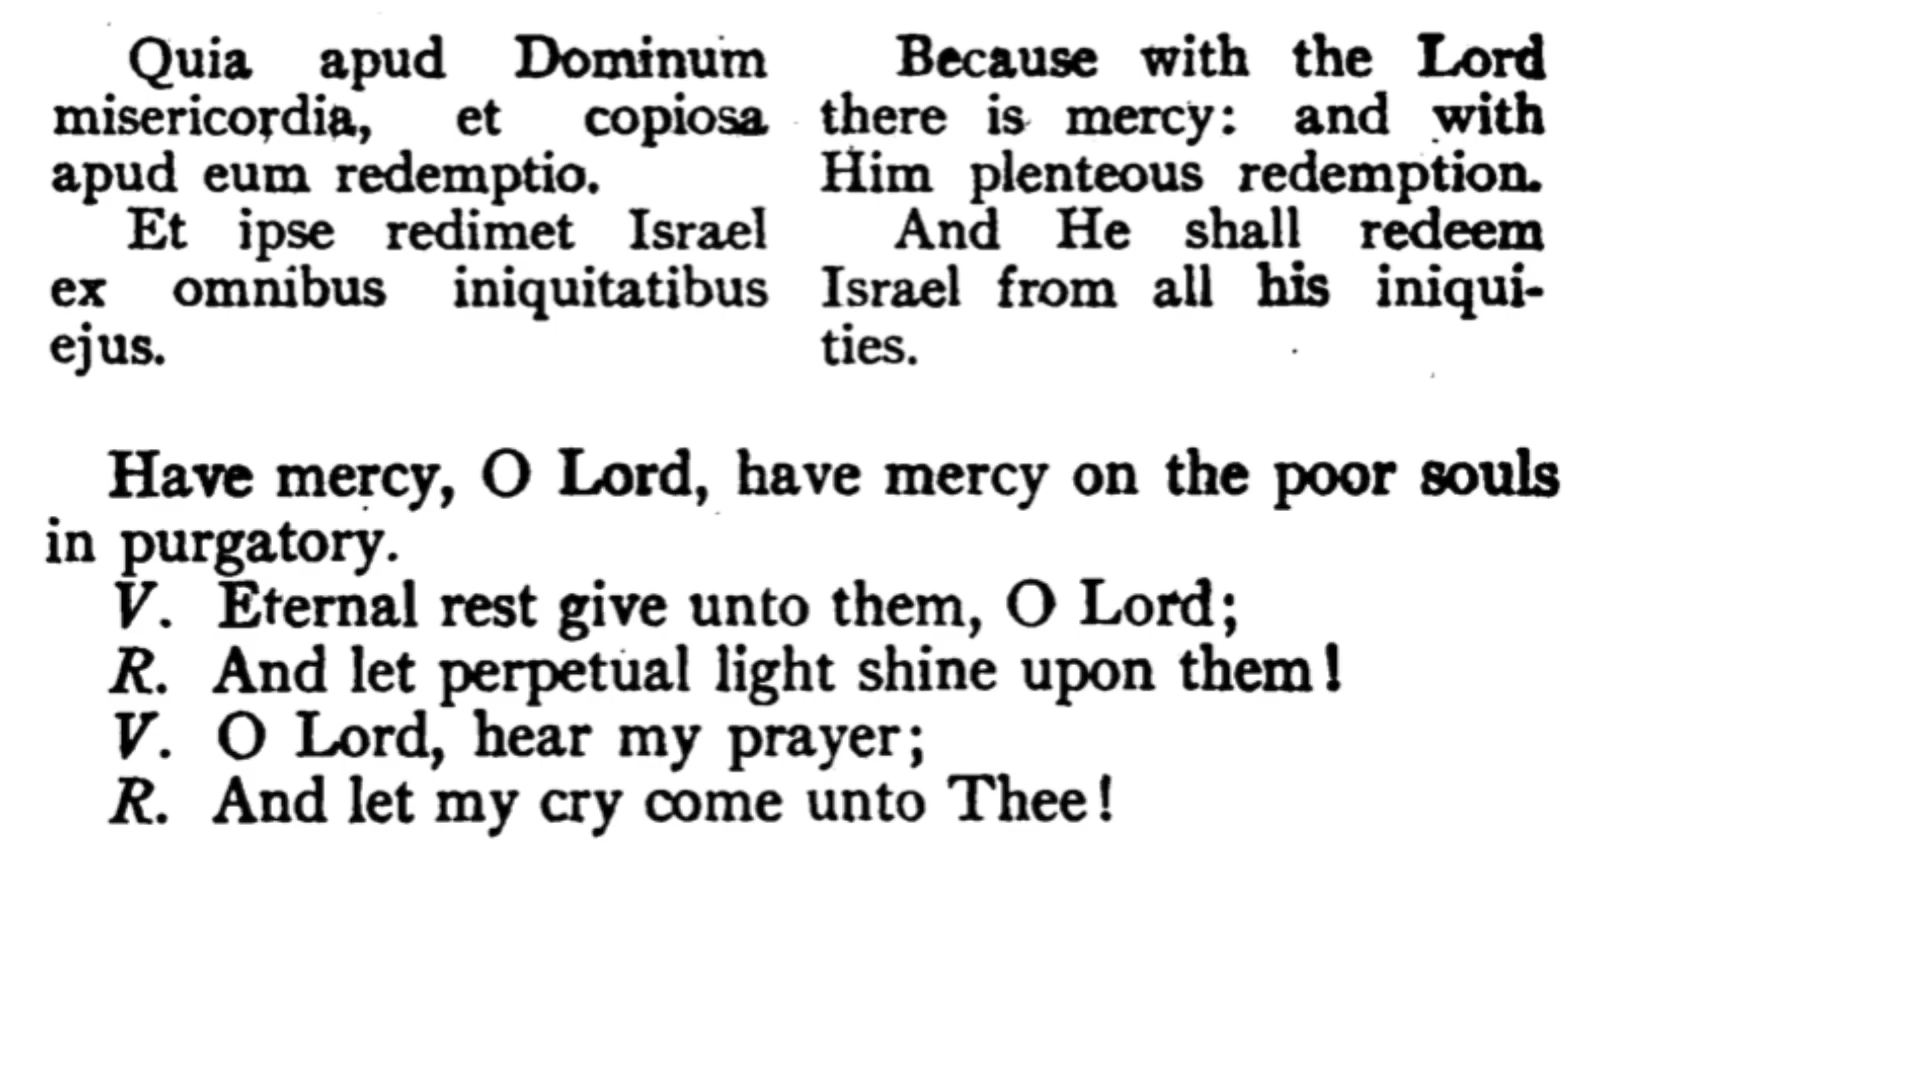 Quia apud Dominum
misericordia, et copiosa
apud eum redemptio.
Et ipse redimet Israel
ex omnibus iniquitatibus
ejus.
Because with the Lord
there is mercy: and with
Him plenteous redemption.
And He shall redeem
Israel from all his iniqui-
ties.
Have mercy, O Lord, have mercy on the poor souls
in purgatory.
V. Eternal rest give unto them, O Lord;
R. And let perpetual light shine upon them!
V. O Lord, hear my prayer;
R. And let my cry come unto Thee!